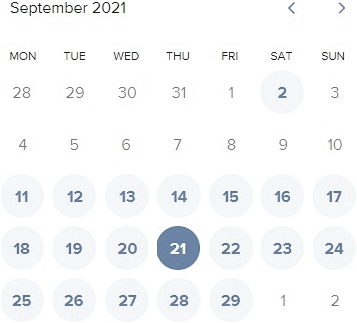 September 2021
MON TUE WED THU FRI SAT SUN
28 29 30 31 1 2 3
4 5 6 7 8 9 10
11 12 13 14 15 16 17
18 19 20 21 22 23 24
25 26 27 28 29 1 2